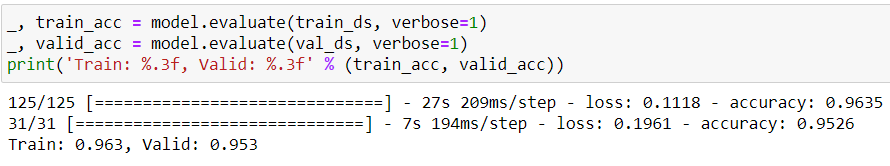 _, train_acc = model.evaluate(train_ds, verbose=1)
_, valid_acc = model.evaluate(val_ds, verbose=1)
print('Train: %.3f, Valid: %.3f' % (train_acc, valid_acc))
125/125 [==============================] - 27s 209ms/step - loss: 0.1118 - accuracy: 0.9635
31/31 [==============================] - 7s 194ms/step - loss: 0.1961 - accuracy: 0.9526
Train: 0.963, Valid: 0.953